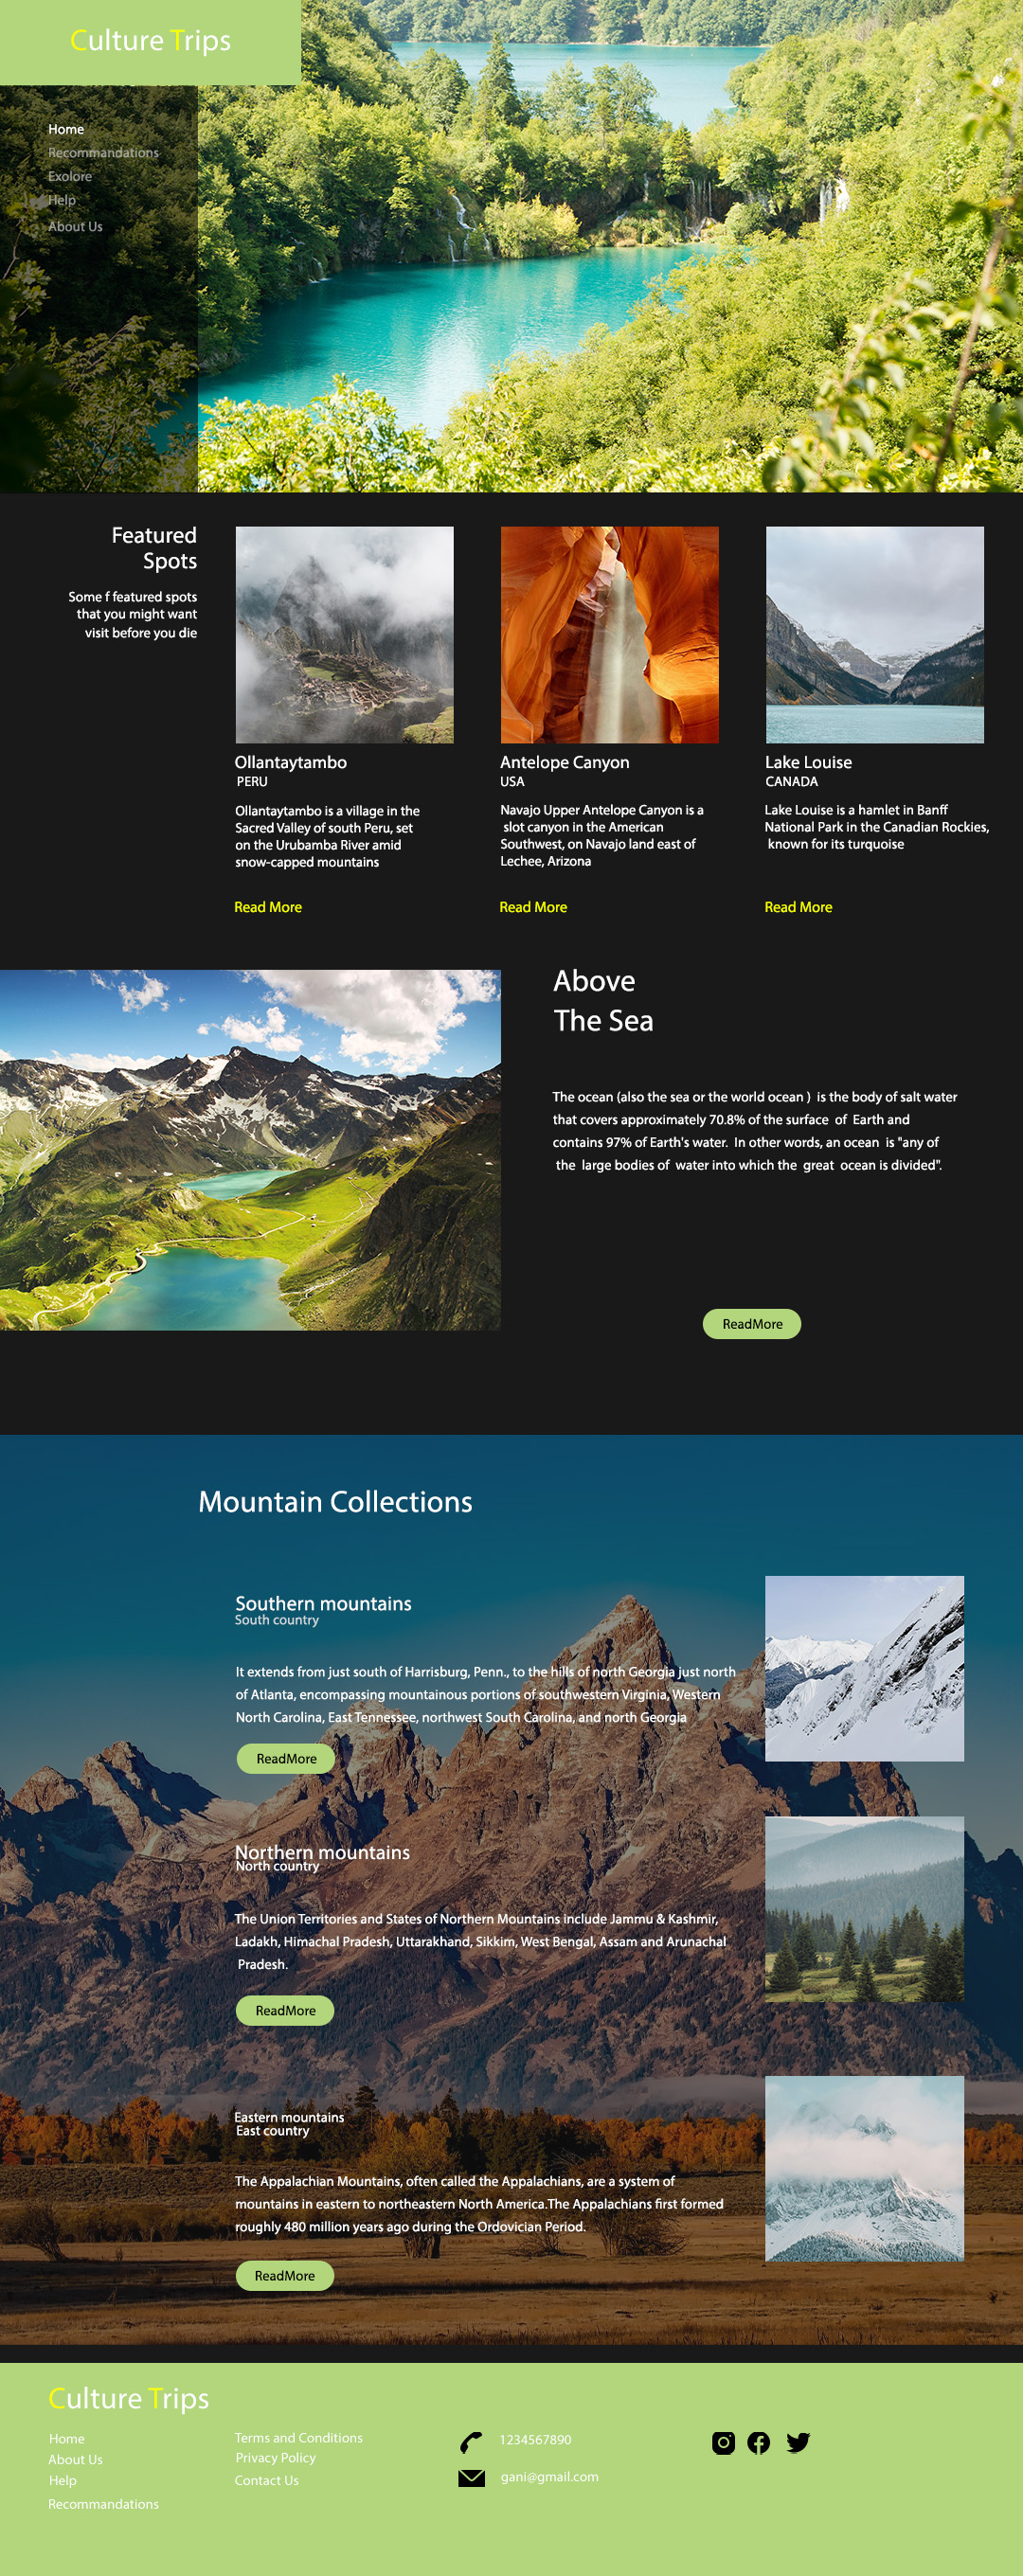 Culture Trips
Home
Recommandations
Exolore
Help
About Us
Featured
Spots
Some f featured spots
that you might want
visit before you die
Ollantaytambo
PERU
Ollantaytambo is a village in the
Sacred Valley of south Peru, set
on the Urubamba River amid
snow-capped mountains
Read More
Antelope Canyon
USA
Navajo Upper Antelope Canyon is a
slot canyon in the American
Southwest, on Navajo land east of
Lechee, Arizona
Read More
Lake Louise
CANADA
Lake Louise is a hamlet in Banff
National Park in the Canadian Rockies,
known for its turquoise
Read More
Above
The Sea
The ocean (also the sea or the world ocean ) is the body of salt water
that covers approximately 70.8% of the surface of Earth and
contains 97% of Earth's water. In other words, an ocean is "any of
the large bodies of water into which the great ocean is divided".
ReadMore
Mountain Collections
Southern mountains
South country
It extends from just south of Harrisburg, Penn., to the hills of north Georgia just north
of Atlanta, encompassing mountainous portions of southwestern Virginia, Western
North Carolina, East Tennessee, northwest South Carolina, and north Georgia
ReadMore
Northern mountains
North country
The Union Territories and States of Northern Mountains include Jammu & Kashmir,
Ladakh, Himachal Pradesh, Uttarakhand, Sikkim, West Bengal, Assam and Arunachal
Pradesh.
ReadMore
Eastern mountains
East country
The Appalachian Mountains, often called the Appalachians, are a system of
mountains in eastern to northeastern North America.The Appalachians first formed
roughly 480 million years ago during the Ordovician Period.
ReadMore
Culture Trips
Home
About Us
Help
Recommandations
Terms and Conditions
Privacy Policy
Contact Us
1234567890
gani@gmail.com